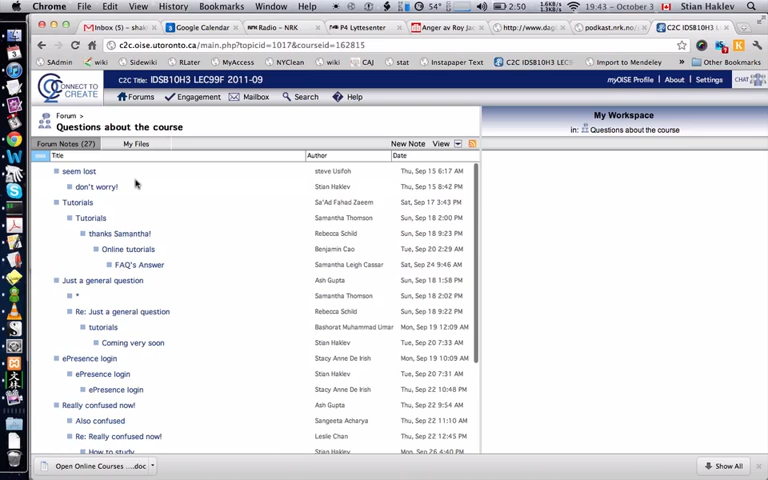 Chrome File Edit View History Bookmarks Window Help
2:50
19:43 - October 3
Stian Haklev
Google Calendar
NRK Radio – NRK
P4 Lyttesenter
Anger av Roy Jac
http://www.dag
podkast.nrk.no/
C2C IDSB10H3 L
c2c.oise.utoronto.ca/main.php?topicid=1017&courseid=162815
SAdmin wiki RLater MyAccess stat Instapaper Text CAJ wiki NYClean C2C IDSB10H3 LEC Import to Mendeley Other Bookmarks
CONNECT TO CREATE
C2C Title: IDSB10H3 LEC99F 2011-09
myOISE Profile | About | Settings
CHAT
Forums Engagement Mailbox Search Help
Forum >
Questions about the course
My Workspace
in: Questions about the course
Forum Notes (27) My Files New Note View
Title Author Date
seem lost steve Usifoh Thu, Sep 15 6:17 AM
don't worry! Stian Haklev Thu, Sep 15 8:42 PM
Tutorials Sa'Ad Fahad Zaeem Sat, Sep 17 3:43 PM
Tutorials Samantha Thomson Sun, Sep 18 2:00 PM
thanks Samantha! Rebecca Schild Sun, Sep 18 9:23 PM
Online tutorials Benjamin Cao Tue, Sep 20 2:29 AM
FAQ's Answer Samantha Leigh Cassar Sat, Sep 24 9:46 AM
Just a general question Ash Gupta Sun, Sep 18 1:58 PM
* Samantha Thomson Sun, Sep 18 2:02 PM
Re: Just a general question Rebecca Schild Sun, Sep 18 9:22 PM
tutorials Bashorat Muhammad Umar Mon, Sep 19 12:09 AM
Coming very soon Stian Haklev Tue, Sep 20 7:33 AM
ePresence login Stacy Anne De Irish Mon, Sep 19 10:09 AM
ePresence login Stian Haklev Tue, Sep 20 7:31 AM
ePresence login Stacy Anne De Irish Thu, Sep 22 10:48 PM
Really confused now! Ash Gupta Thu, Sep 22 9:54 AM
Also confused Sangeeta Acharya Thu, Sep 22 11:10 AM
Re: Really confused now! Leslie Chan Thu, Sep 22 12:45 PM
How to study Stian Haklev Mon, Sep 26 4:40 PM
Open Online Courses ....doc
Show All